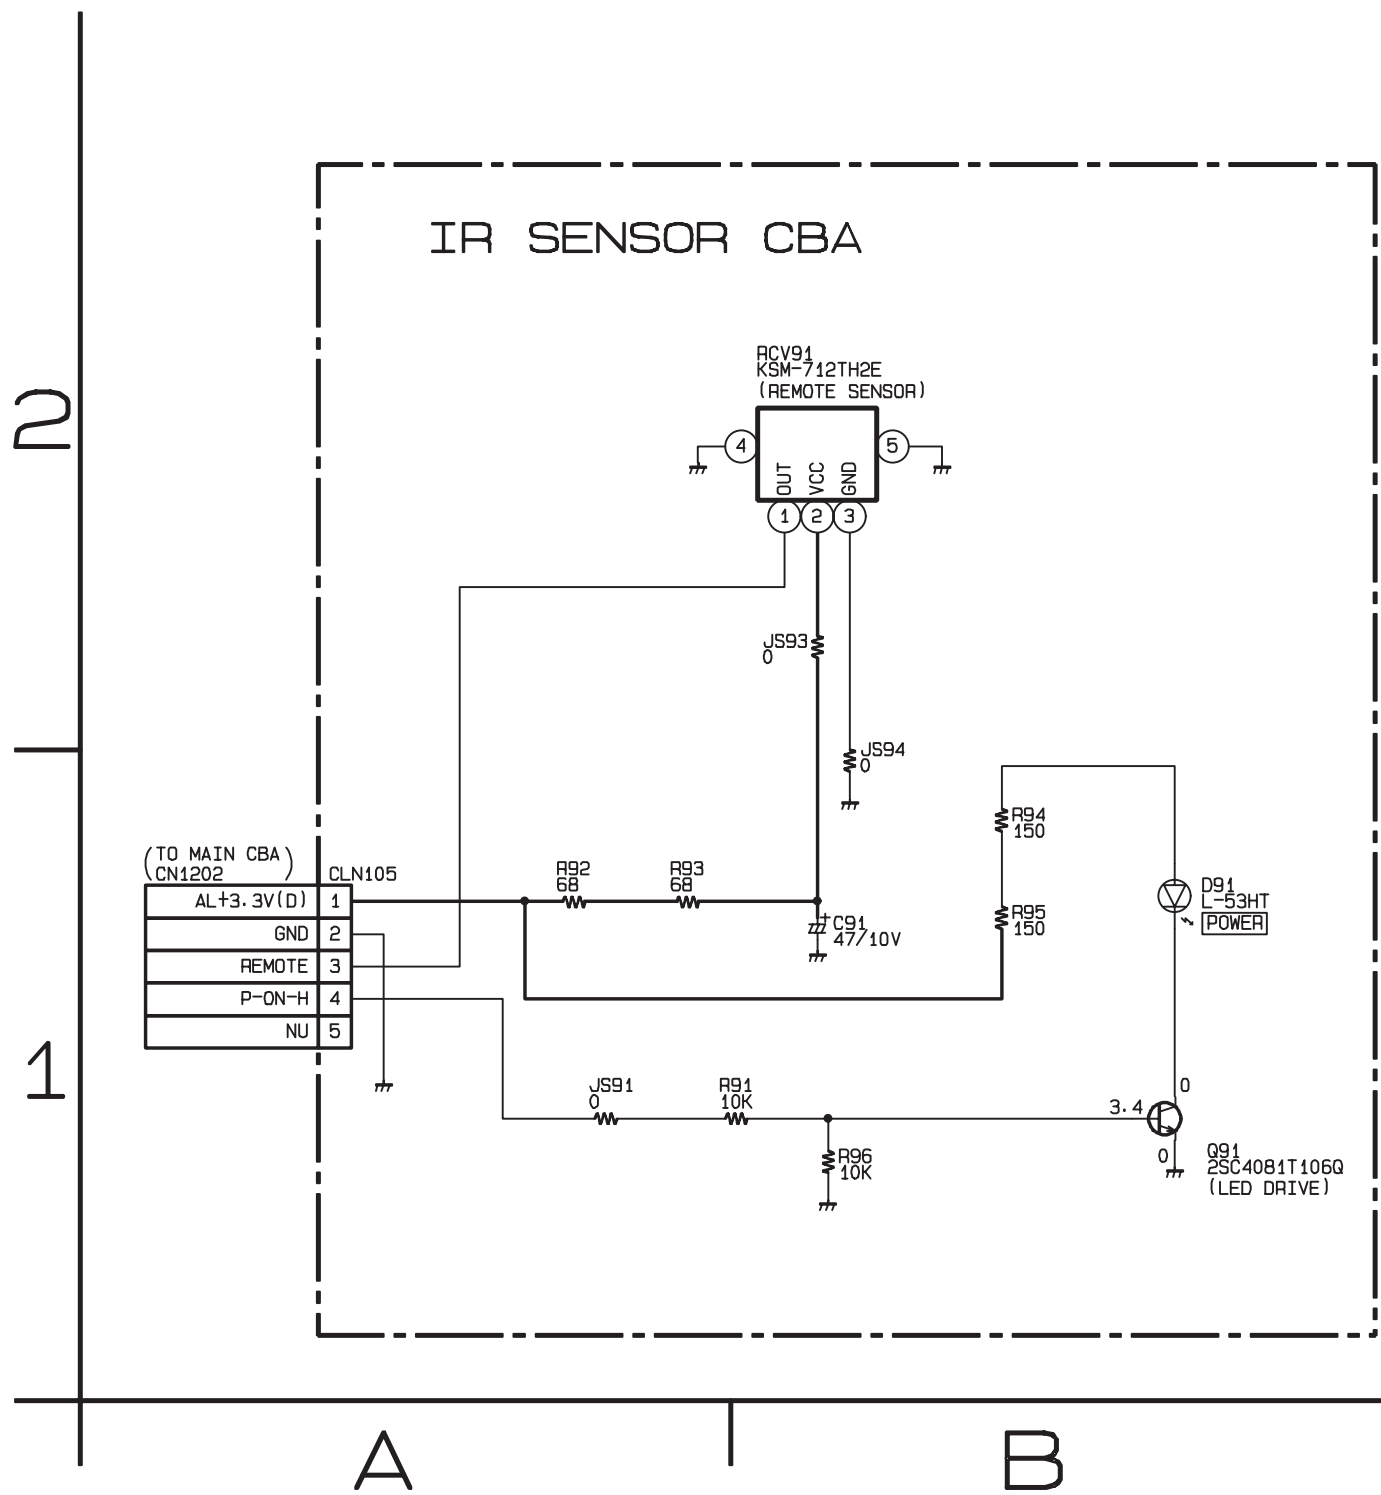 IR SENSOR CBA
RCV91
KSM-712TH2E
(REMOTE SENSOR)
4
5
OUT
VCC
GND
1
2
3
2
JS93
0
JS94
0
R94
150
(TO MAIN CBA)
CN1202
CLN105
R92
68
R93
68
D91
L-53HT
POWER
AL+3.3V(D) 1
GND 2
REMOTE 3
P-ON-H 4
NU 5
+
C91
47/10V
R95
150
1
JS91
0
R91
10K
R96
10K
3.4
0
0
Q91
2SC4081T106Q
(LED DRIVE)
A
B